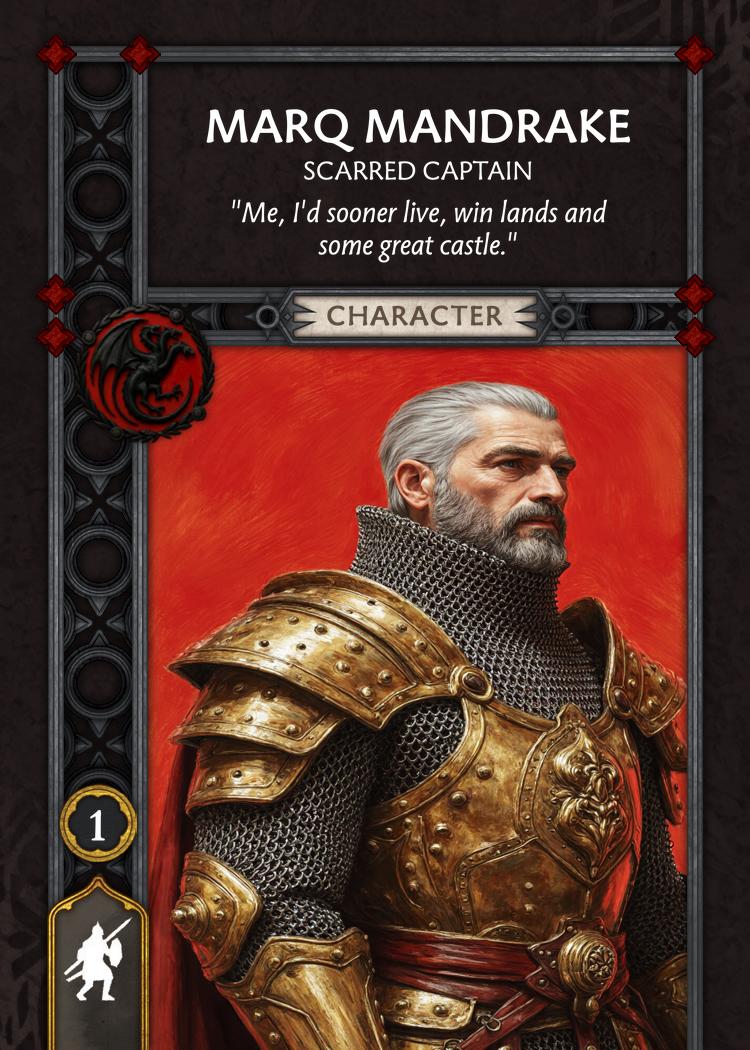 MARQ MANDRAKE
SCARRED CAPTAIN
"Me, I'd sooner live, win lands and
some great castle."
CHARACTER
1